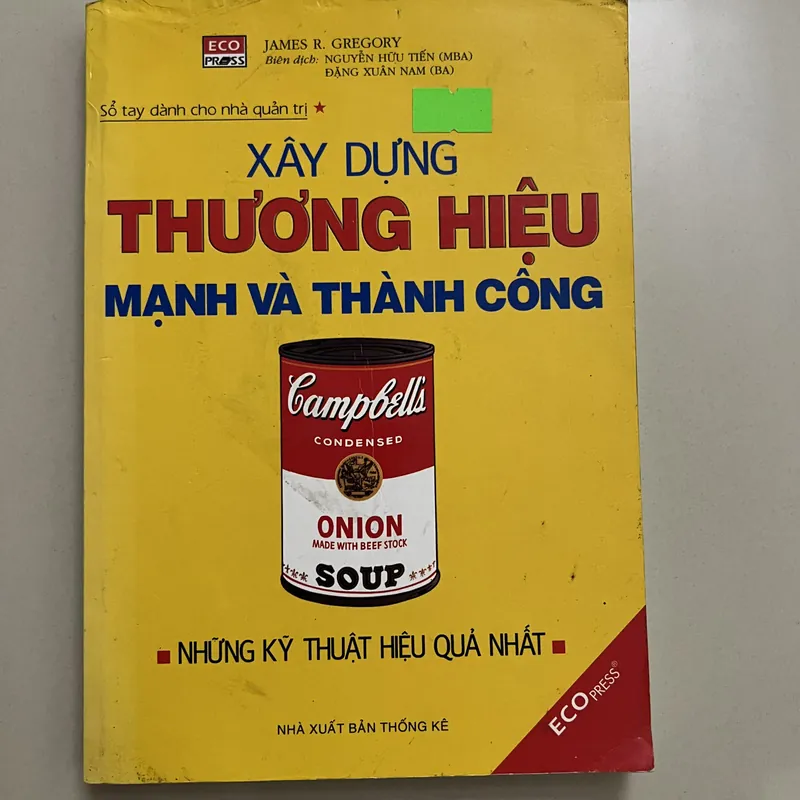 ECO
PRESS
JAMES R. GREGORY
Biên dịch: NGUYỄN HỮU TIẾN (MBA)
ĐẶNG XUÂN NAM (BA)
Sổ tay dành cho nhà quản trị ★
XÂY DỰNG
THƯƠNG HIỆU
MẠNH VÀ THÀNH CÔNG
Campbell's
CONDENSED
ONION
MADE WITH BEEF STOCK
SOUP
■ NHỮNG KỸ THUẬT HIỆU QUẢ NHẤT ■
ECO PRESS®
NHÀ XUẤT BẢN THỐNG KÊ